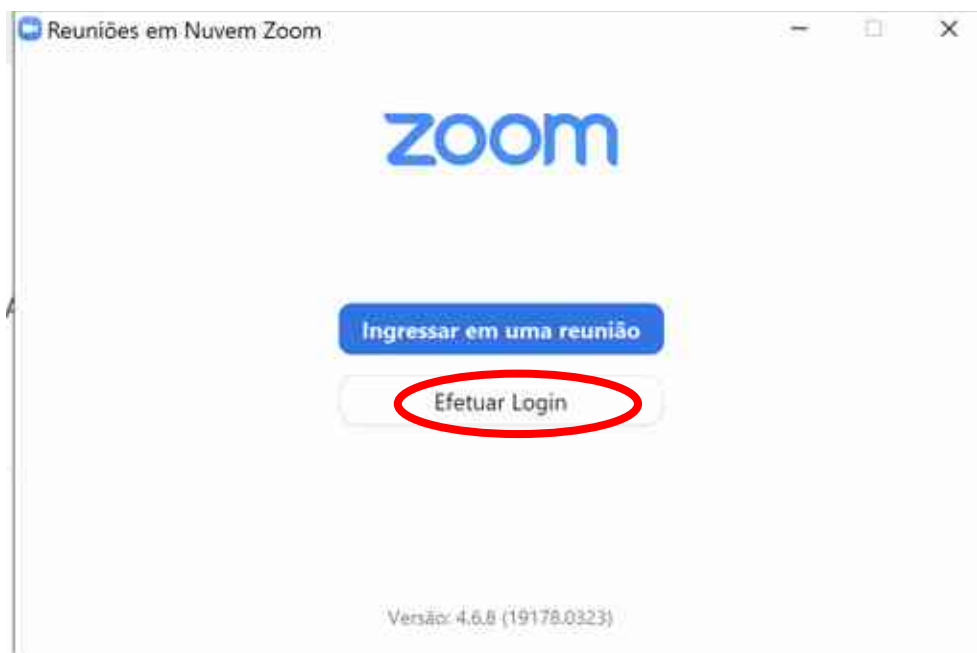 Reuniões em Nuvem Zoom
zoom
Ingressar em uma reunião
Efetuar Login
Versão: 4.6.8 (19178.0323)